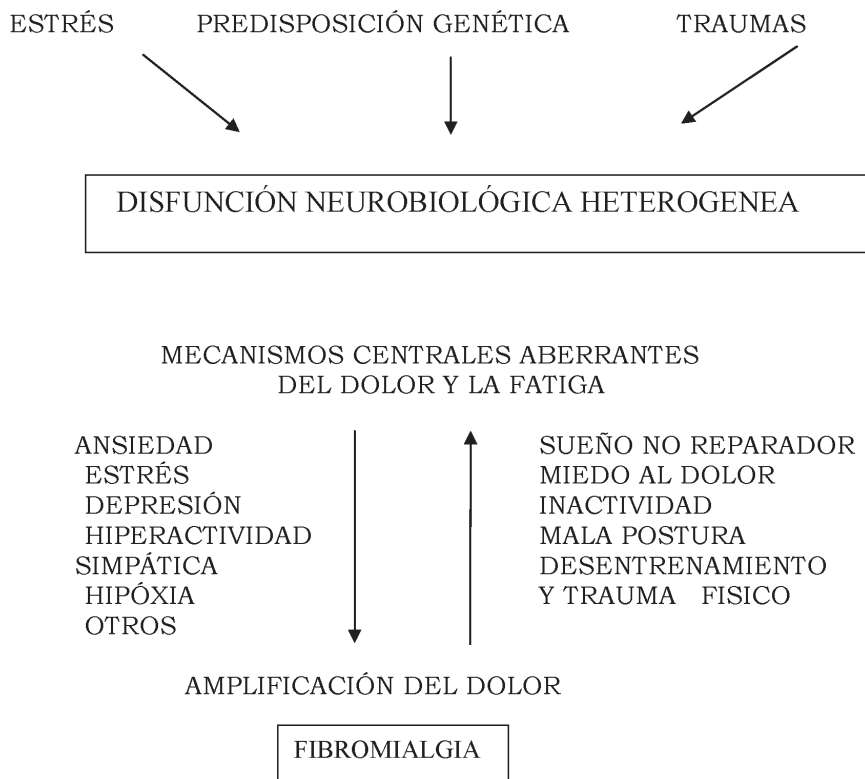 ESTRÉS PREDISPOSICIÓN GENÉTICA TRAUMAS
DISFUNCIÓN NEUROBIOLÓGICA HETEROGENEA
MECANISMOS CENTRALES ABERRANTES
DEL DOLOR Y LA FATIGA
ANSIEDAD
ESTRÉS
DEPRESIÓN
HIPERACTIVIDAD
SIMPÁTICA
HIPÓXIA
OTROS
SUEÑO NO REPARADOR
MIEDO AL DOLOR
INACTIVIDAD
MALA POSTURA
DESENTRENAMIENTO
Y TRAUMA FISICO
AMPLIFICACIÓN DEL DOLOR
FIBROMIALGIA